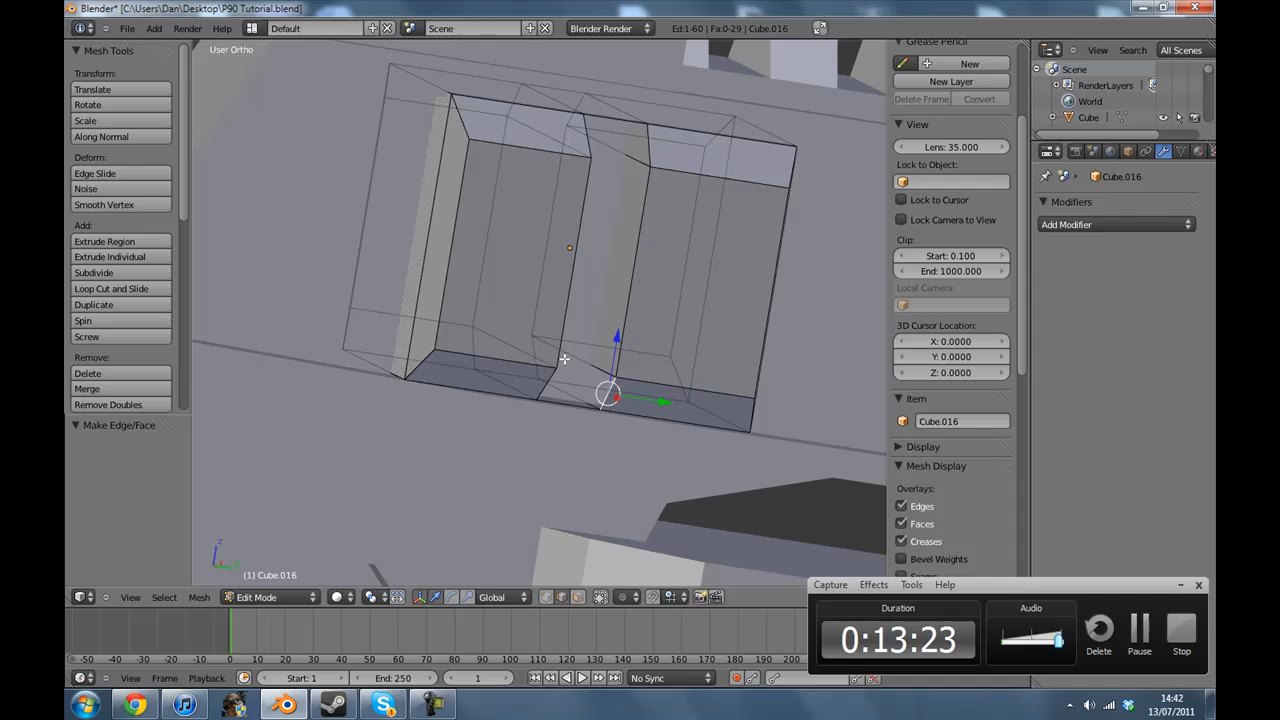 Blender* [C:\Users\Dan\Desktop\P90 Tutorial.blend]
File Add Render Help Default Scene Blender Render Ed:1-60 | Fa:0-29 | Cube.016
Mesh Tools
Transform:
Translate
Rotate
Scale
Along Normal
Deform:
Edge Slide
Noise
Smooth Vertex
Add:
Extrude Region
Extrude Individual
Subdivide
Loop Cut and Slide
Duplicate
Spin
Screw
Remove:
Delete
Merge
Remove Doubles
Make Edge/Face
User Ortho
(1) Cube.016
Grease Pencil
New
New Layer
Delete Frame Convert
View
Lens: 35.000
Lock to Object:
Lock to Cursor
Lock Camera to View
Clip:
Start: 0.100
End: 1000.000
Local Camera:
3D Cursor Location:
X: 0.0000
Y: 0.0000
Z: 0.0000
Item
Cube.016
Display
Mesh Display
Overlays:
Edges
Faces
Creases
Bevel Weights
View Search All Scenes
Scene
RenderLayers
World
Cube
Cube.016
Modifiers
Add Modifier
View Select Mesh Edit Mode Global
-50 -40 -30 -20 -10 0 10 20 30 40 50 60 70 80 90 100 110 120 130 140 150 160 170 180 190 200
View Frame Playback Start: 1 End: 250 1 No Sync
Capture Effects Tools Help
Duration
0:13:23
Audio
Delete Pause Stop
14:42
13/07/2011